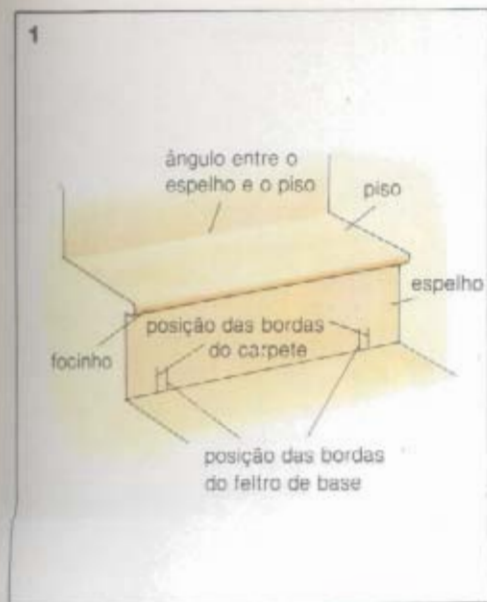 1
ângulo entre o
espelho e o piso
piso
espelho
posição das bordas
do carpete
focinho
posição das bordas
do feltro de base